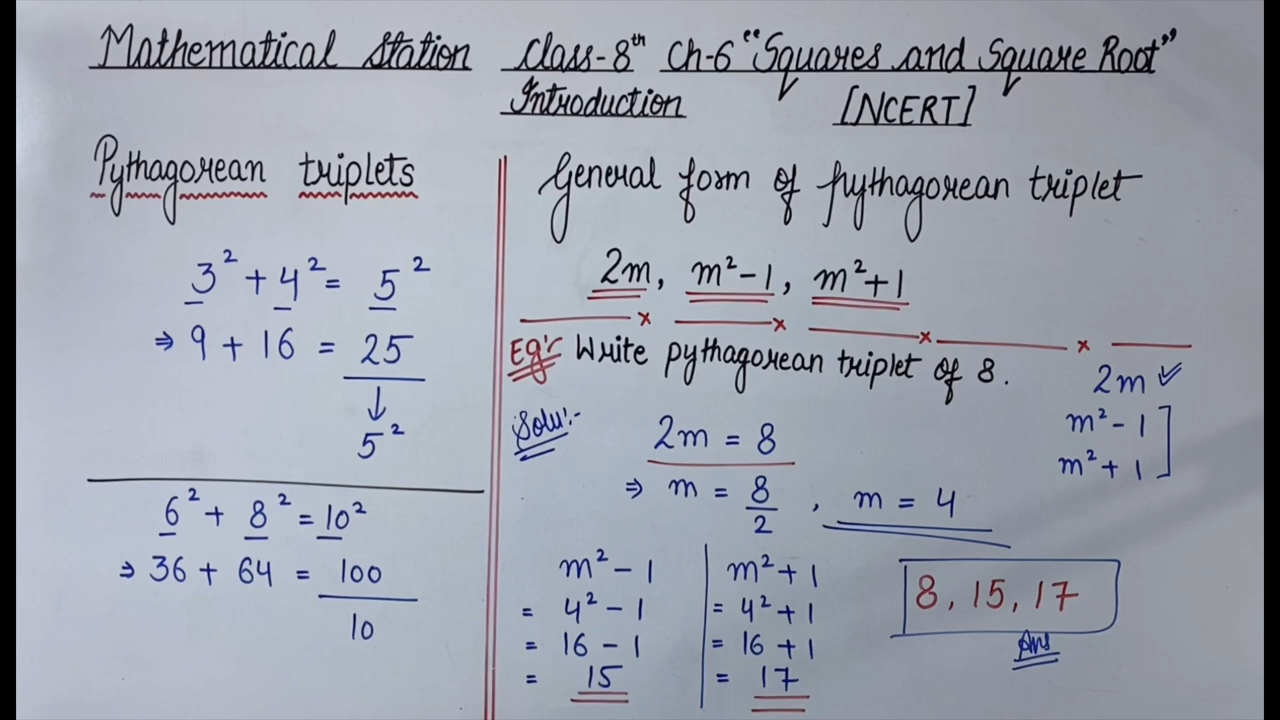 Mathematical Station Class-8th Ch-6 "Squares and Square Root"
Introduction [NCERT]
Pythagorean triplets
3² + 4² = 5²
⇒ 9 + 16 = 25
↓
5²
6² + 8² = 10²
⇒ 36 + 64 = 100
10
General form of pythagorean triplet
2m, m²-1, m²+1
Eg:- Write pythagorean triplet of 8.
2m ✓
m² - 1
m² + 1
Solu:-
2m = 8
⇒ m = 8/2 , m = 4
m² - 1
= 4² - 1
= 16 - 1
= 15
m² + 1
= 4² + 1
= 16 + 1
= 17
8, 15, 17
Ans